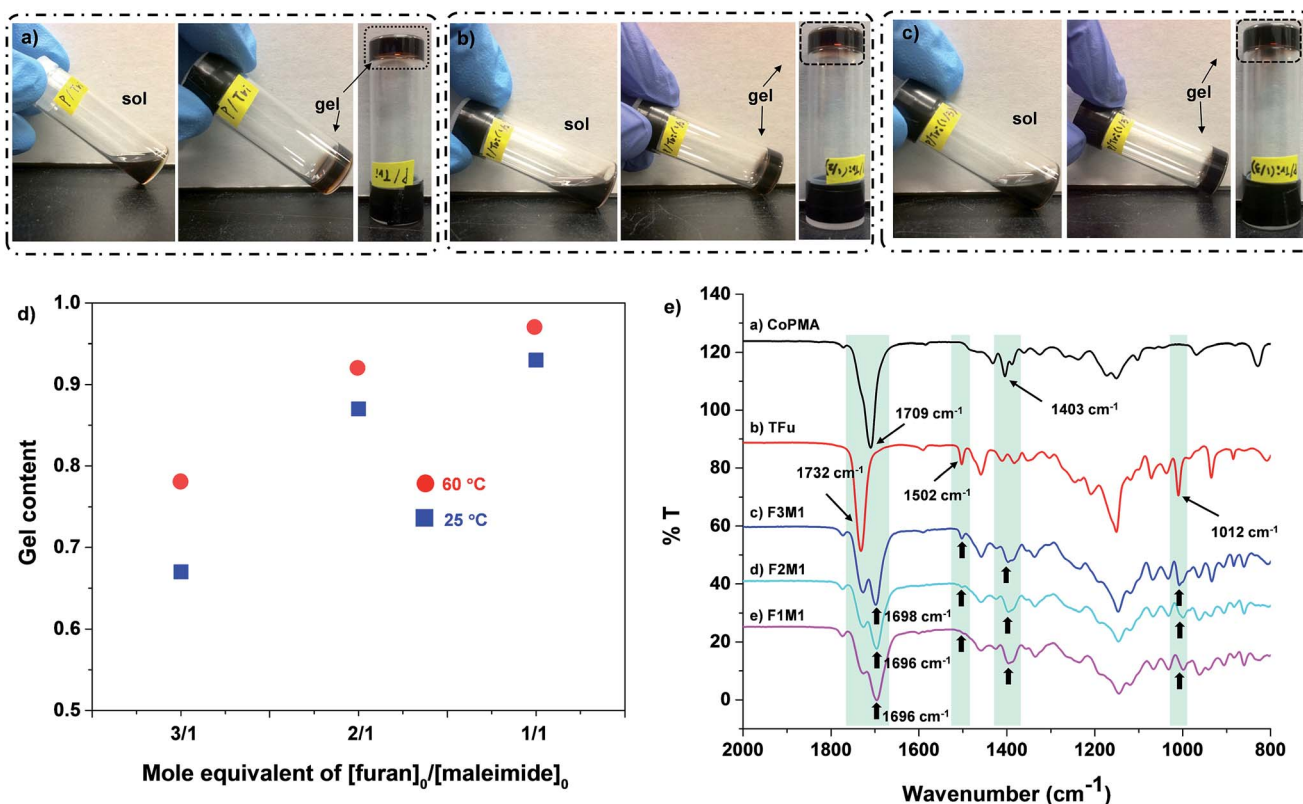 a)
sol
P/Tri
P/Tri
gel
P/Tri
b)
sol
gel
c)
sol
gel
d)
Gel content
1.0
0.9
0.8
0.7
0.6
0.5
60 °C
25 °C
3/1
2/1
1/1
Mole equivalent of [furan]₀/[maleimide]₀
e)
% T
140
120
100
80
60
40
20
0
a) CoPMA
1709 cm⁻¹
1403 cm⁻¹
b) TFu
1732 cm⁻¹
1502 cm⁻¹
1012 cm⁻¹
c) F3M1
1698 cm⁻¹
d) F2M1
1696 cm⁻¹
e) F1M1
1696 cm⁻¹
2000
1800
1600
1400
1200
1000
800
Wavenumber (cm⁻¹)